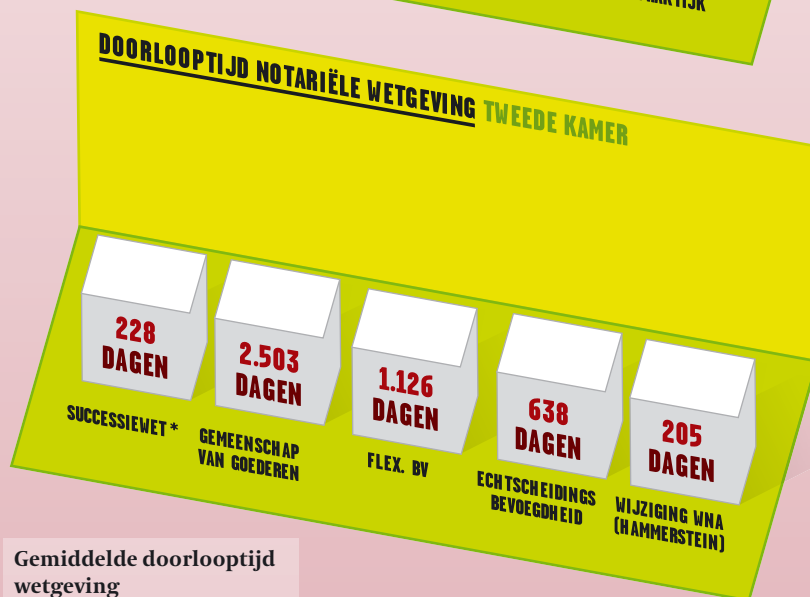 DOORLOOPTIJD NOTARIËLE WETGEVING TWEEDE KAMER
228
DAGEN
SUCCESSIEWET *
2.503
DAGEN
GEMEENSCHAP
VAN GOEDEREN
1.126
DAGEN
FLEX. BV
638
DAGEN
ECHTSCHEIDINGS
BEVOEGDHEID
205
DAGEN
WIJZIGING WNA
(HAMMERSTEIN)
Gemiddelde doorlooptijd
wetgeving